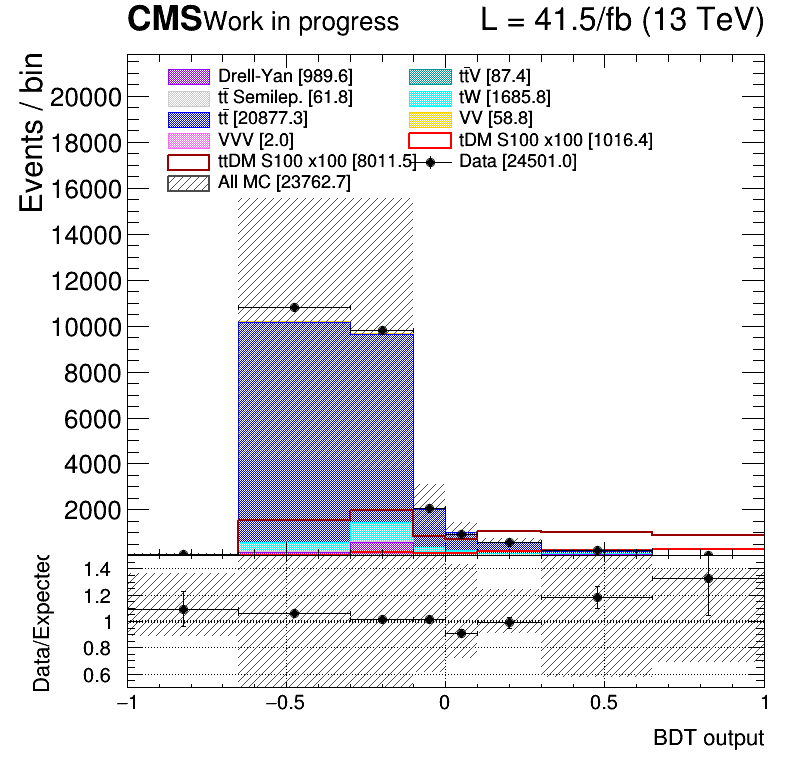 CMS Work in progress L = 41.5/fb (13 TeV)
Events / bin
Drell-Yan [989.6] tt̄V [87.4]
tt̄ Semilep. [61.8] tW [1685.8]
tt̄ [20877.3] VV [58.8]
VVV [2.0] tDM S100 x100 [1016.4]
ttDM S100 x100 [8011.5] Data [24501.0]
All MC [23762.7]
20000
18000
16000
14000
12000
10000
8000
6000
4000
2000
Data/Expected
1.4
1.2
1
0.8
0.6
−1 −0.5 0 0.5 1
BDT output